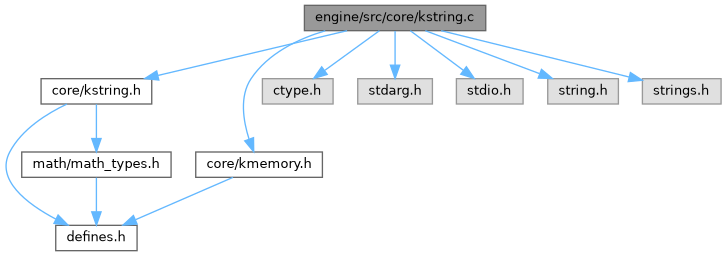 engine/src/core/kstring.c
core/kstring.h
ctype.h
stdarg.h
stdio.h
string.h
strings.h
math/math_types.h
core/kmemory.h
defines.h